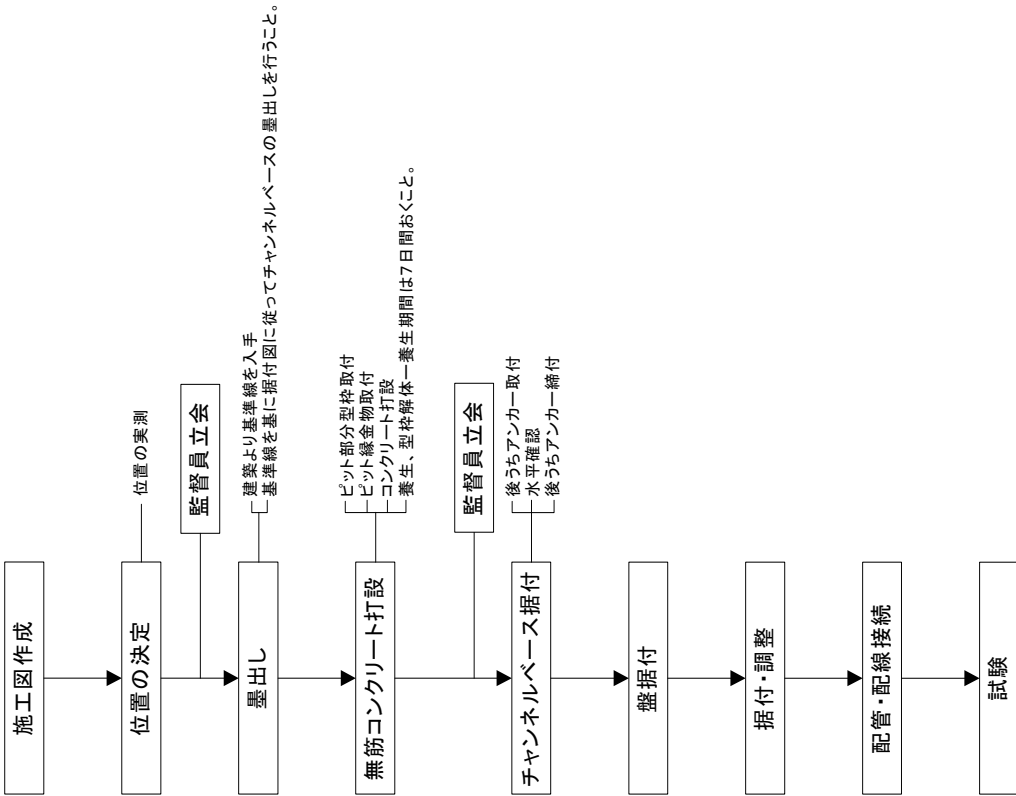 施工図作成
位置の決定
位置の実測
監督員立会
墨出し
建築より基準線を入手
基準線を基に据付図に従ってチャンネルベースの墨出しを行うこと。
無筋コンクリート打設
ピット部分型枠取付
ピット縁金物取付
コンクリート打設
養生、型枠解体ー養生期間は7日間おくこと。
監督員立会
チャンネルベース据付
後うちアンカー取付
水平確認
後うちアンカー締付
盤据付
据付・調整
配管・配線接続
試験